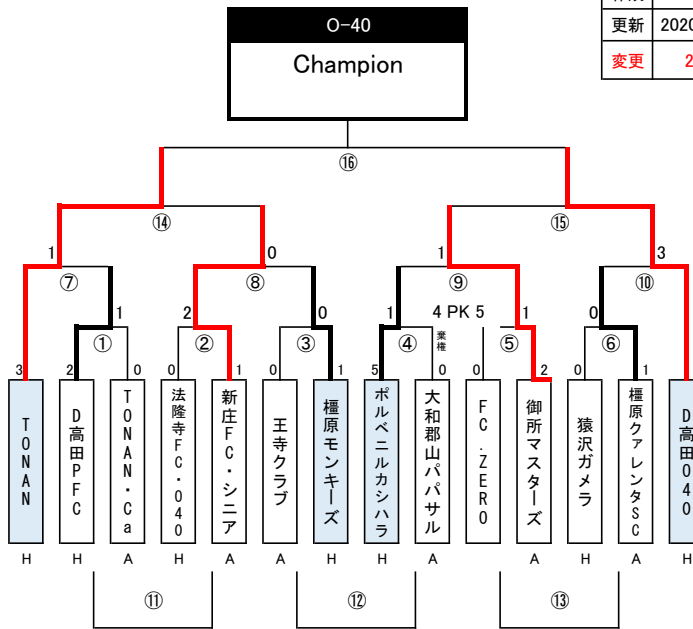 O-40
Champion
更新 2020
変更 2
⑯
⑭ ⑮
1 0 1 3
⑦ ⑧ ⑨ ⑩
1 2 0 1 4 PK 5 1 0
① ② ③ ④ 棄権 ⑤ ⑥
3 2 0 0 1 0 1 5 0 0 2 0 1
TONAN
D高田PFC
TONAN・Ca
法隆寺FC・O40
新庄FC・シニア
王寺クラブ
橿原モンキーズ
ポルベニルカシハラ
大和郡山パパサル
FC.ZERO
御所マスターズ
猿沢ガメラ
橿原クァレンタSC
D高田O40
H H A H A A H H A A H A H
⑪ ⑫ ⑬